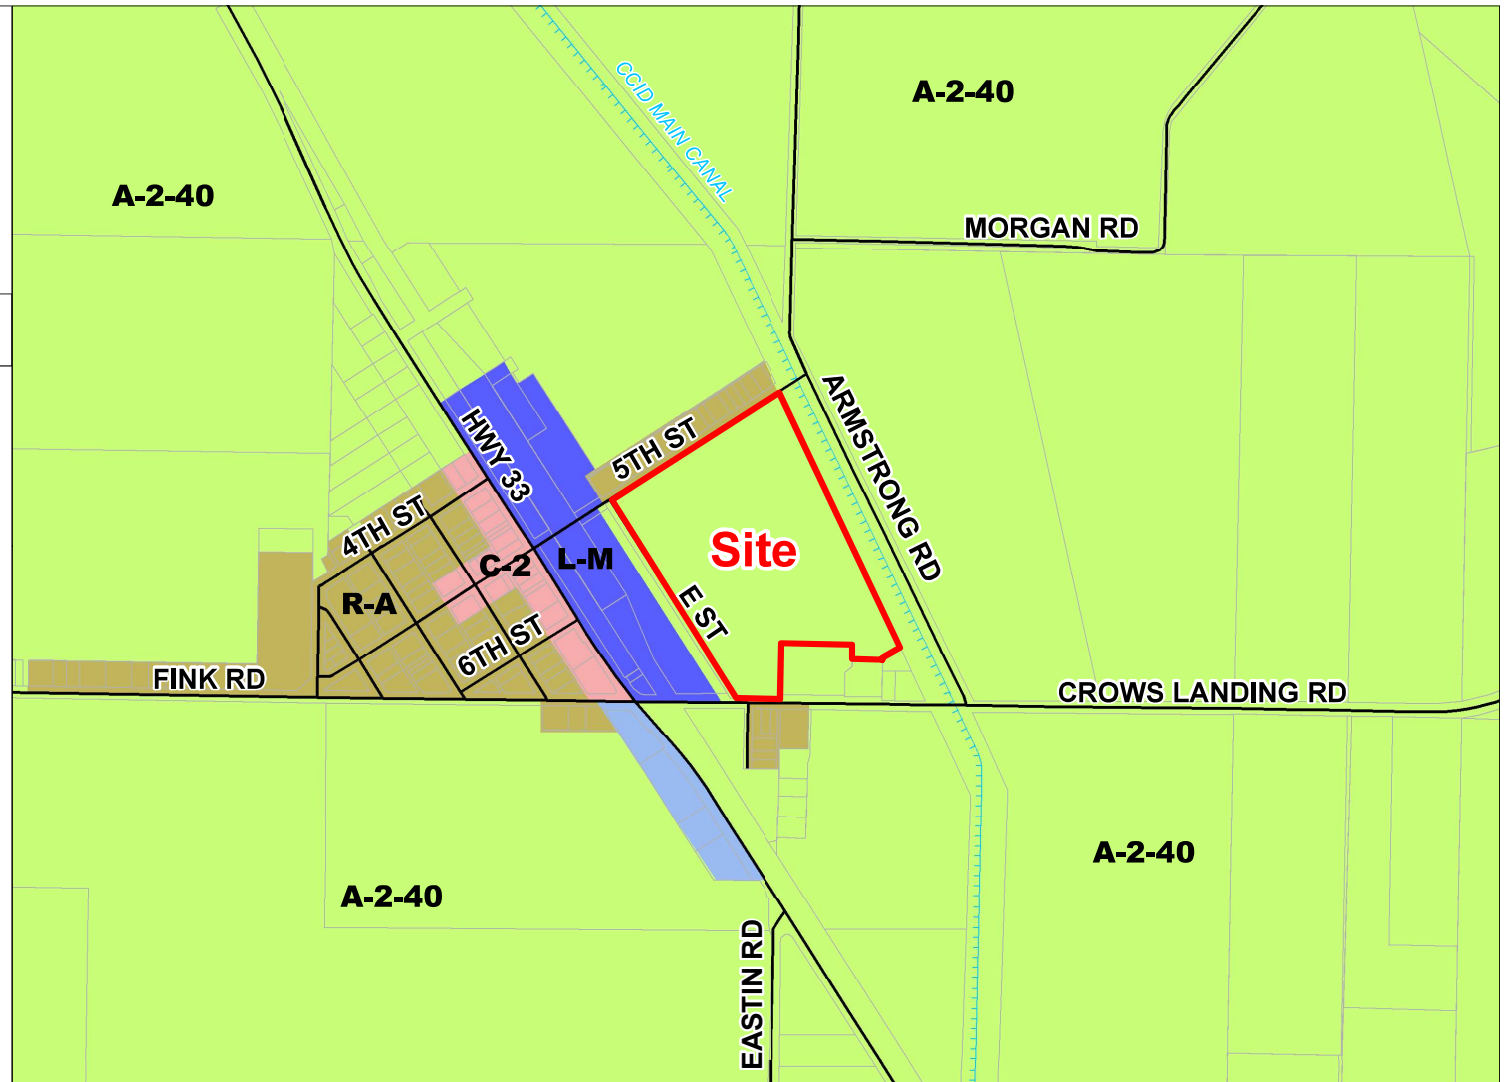 CCID MAIN CANAL
A-2-40
A-2-40
MORGAN RD
HWY 33
ARMSTRONG RD
5TH ST
4TH ST
Site
C-2
L-M
R-A
E ST
6TH ST
FINK RD
CROWS LANDING RD
A-2-40
A-2-40
EASTIN RD